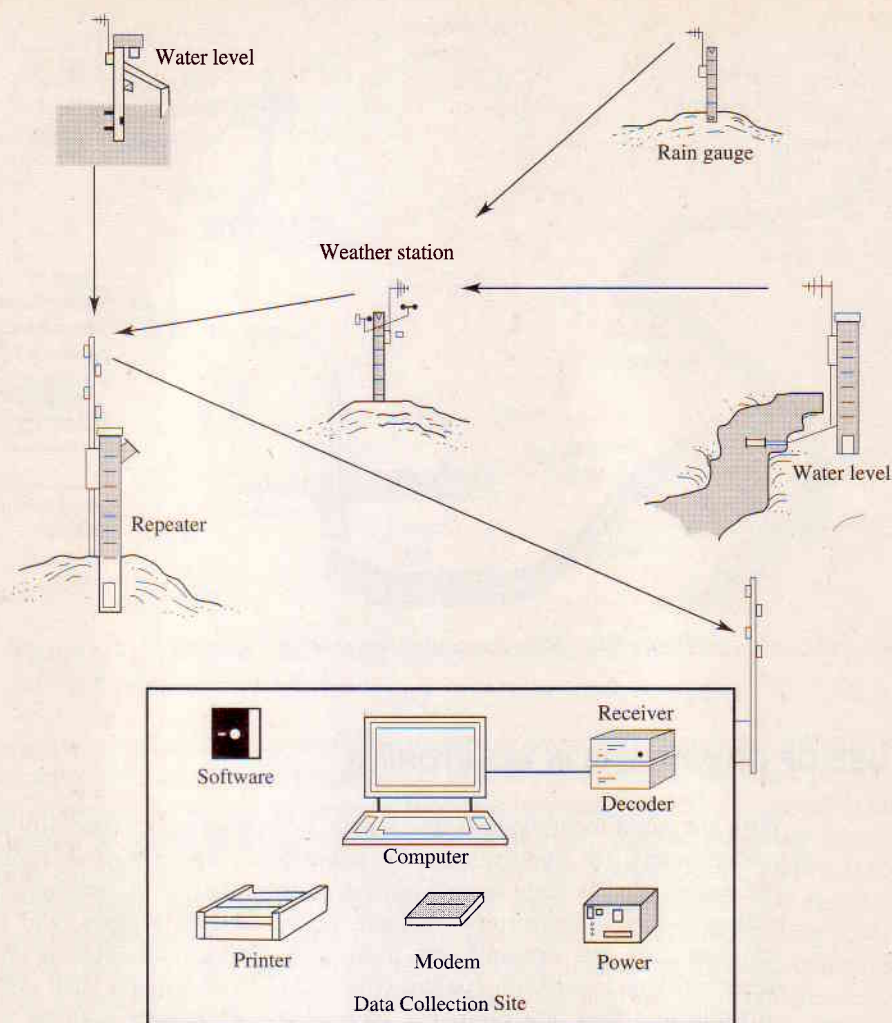 Water level
Rain gauge
Weather station
Water level
Repeater
Receiver
Software
Decoder
Computer
Printer
Modem
Power
Data Collection Site